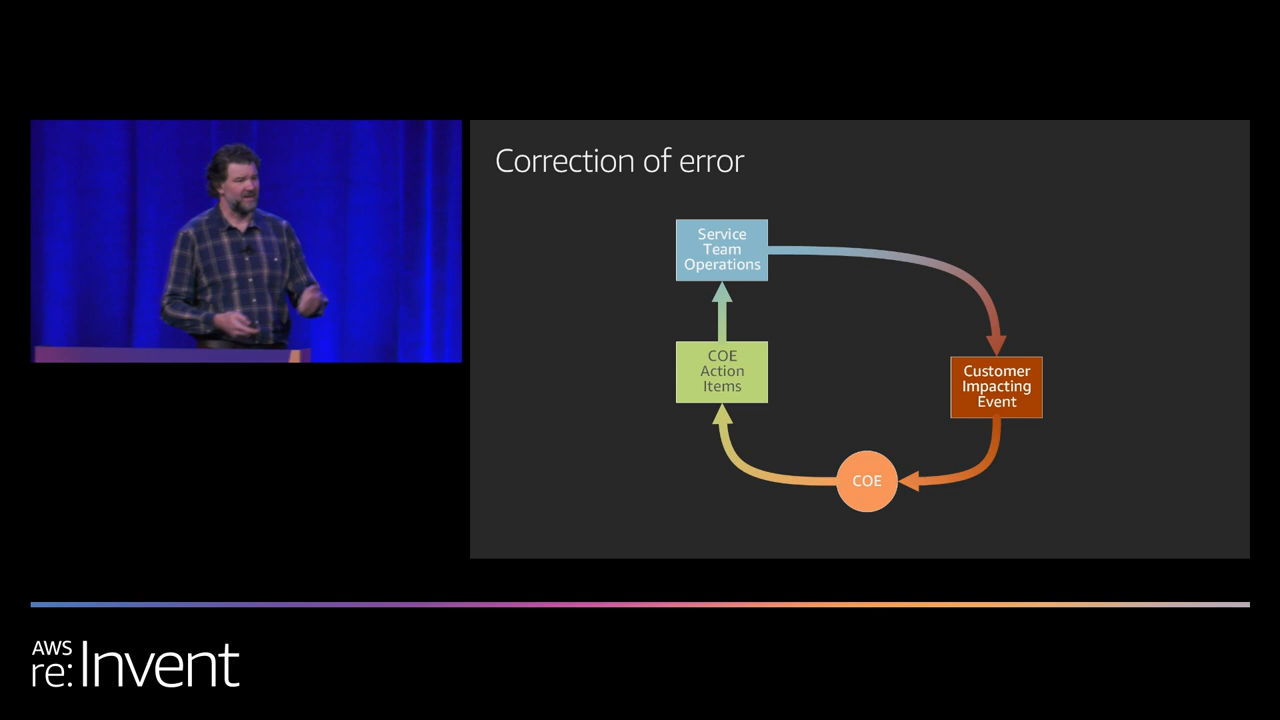 Correction of error
Service
Team
Operations
COE
Action
Items
Customer
Impacting
Event
COE
AWS
re:Invent